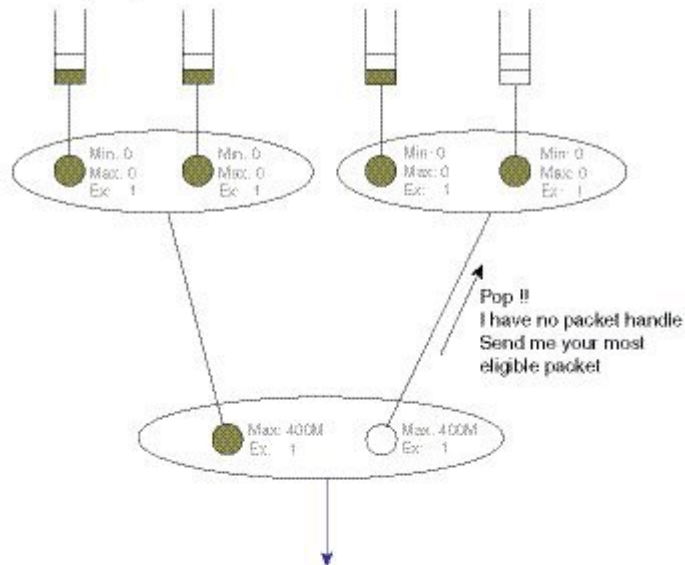 Min. 0
Max. 0
Ex: 1
Min. 0
Max. 0
Ex: 1
Min: 0
Max: 0
Ex: 1
Min: 0
Max: 0
Ex: 1
Pop !!
I have no packet handle
Send me your most
eligible packet
Max: 400M
Ex: 1
Max. 400M
Ex: 1